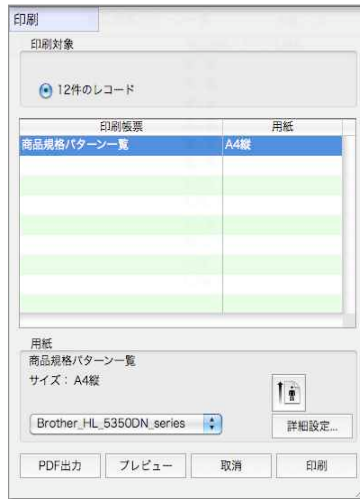 印刷
印刷対象
12件のレコード
印刷帳票 用紙
商品規格パターン一覧 A4縦
用紙
商品規格パターン一覧
サイズ： A4縦
Brother_HL_5350DN_series
詳細設定...
PDF出力 プレビュー 取消 印刷